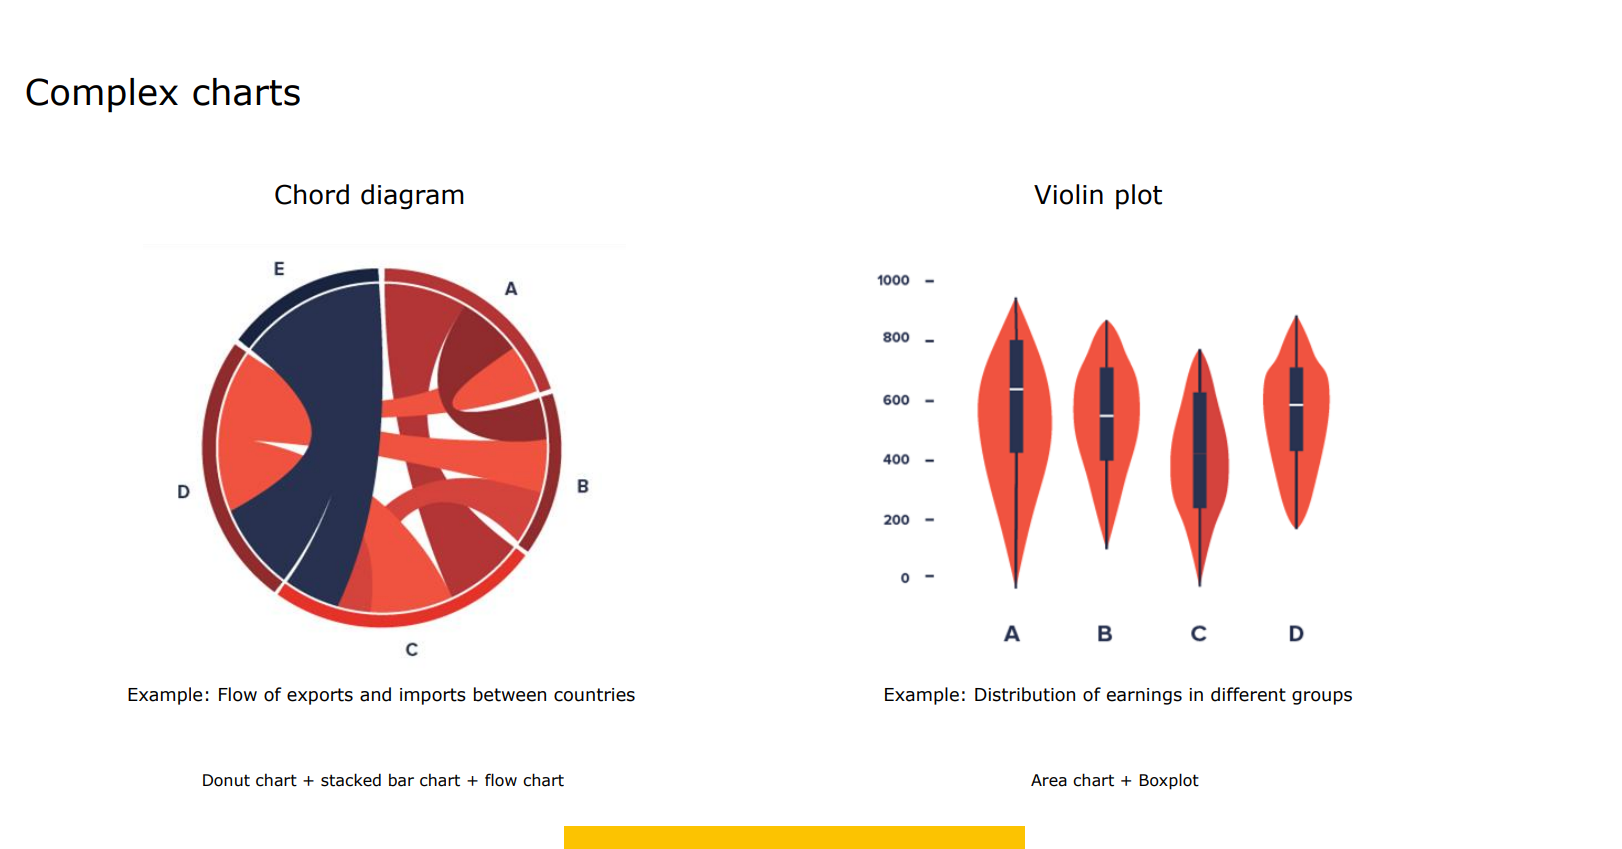 Complex charts
Chord diagram
E
A
D
B
C
Example: Flow of exports and imports between countries
Donut chart + stacked bar chart + flow chart
Violin plot
1000
800
600
400
200
0
A B C D
Example: Distribution of earnings in different groups
Area chart + Boxplot